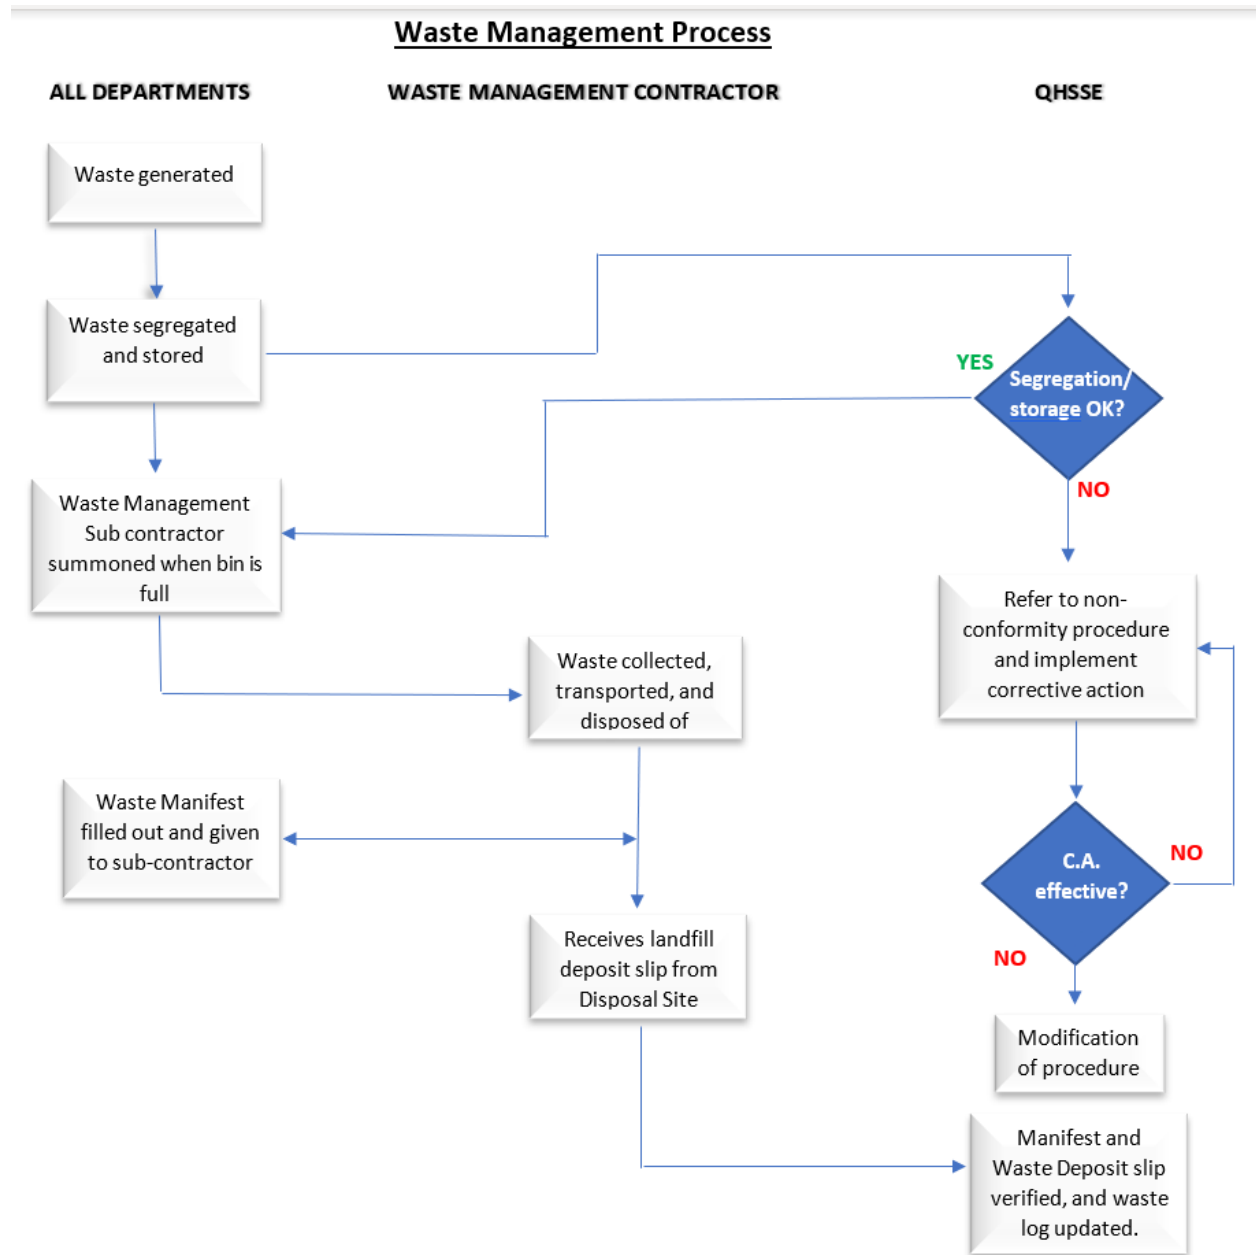 Waste Management Process
ALL DEPARTMENTS
WASTE MANAGEMENT CONTRACTOR
QHSSE
Waste generated
Waste segregated
and stored
YES
Segregation/
storage OK?
NO
Waste Management
Sub contractor
summoned when bin is
full
Refer to non-
conformity procedure
and implement
corrective action
Waste collected,
transported, and
disposed of
Waste Manifest
filled out and given
to sub-contractor
C.A.
effective?
NO
NO
Receives landfill
deposit slip from
Disposal Site
Modification
of procedure
Manifest and
Waste Deposit slip
verified, and waste
log updated.